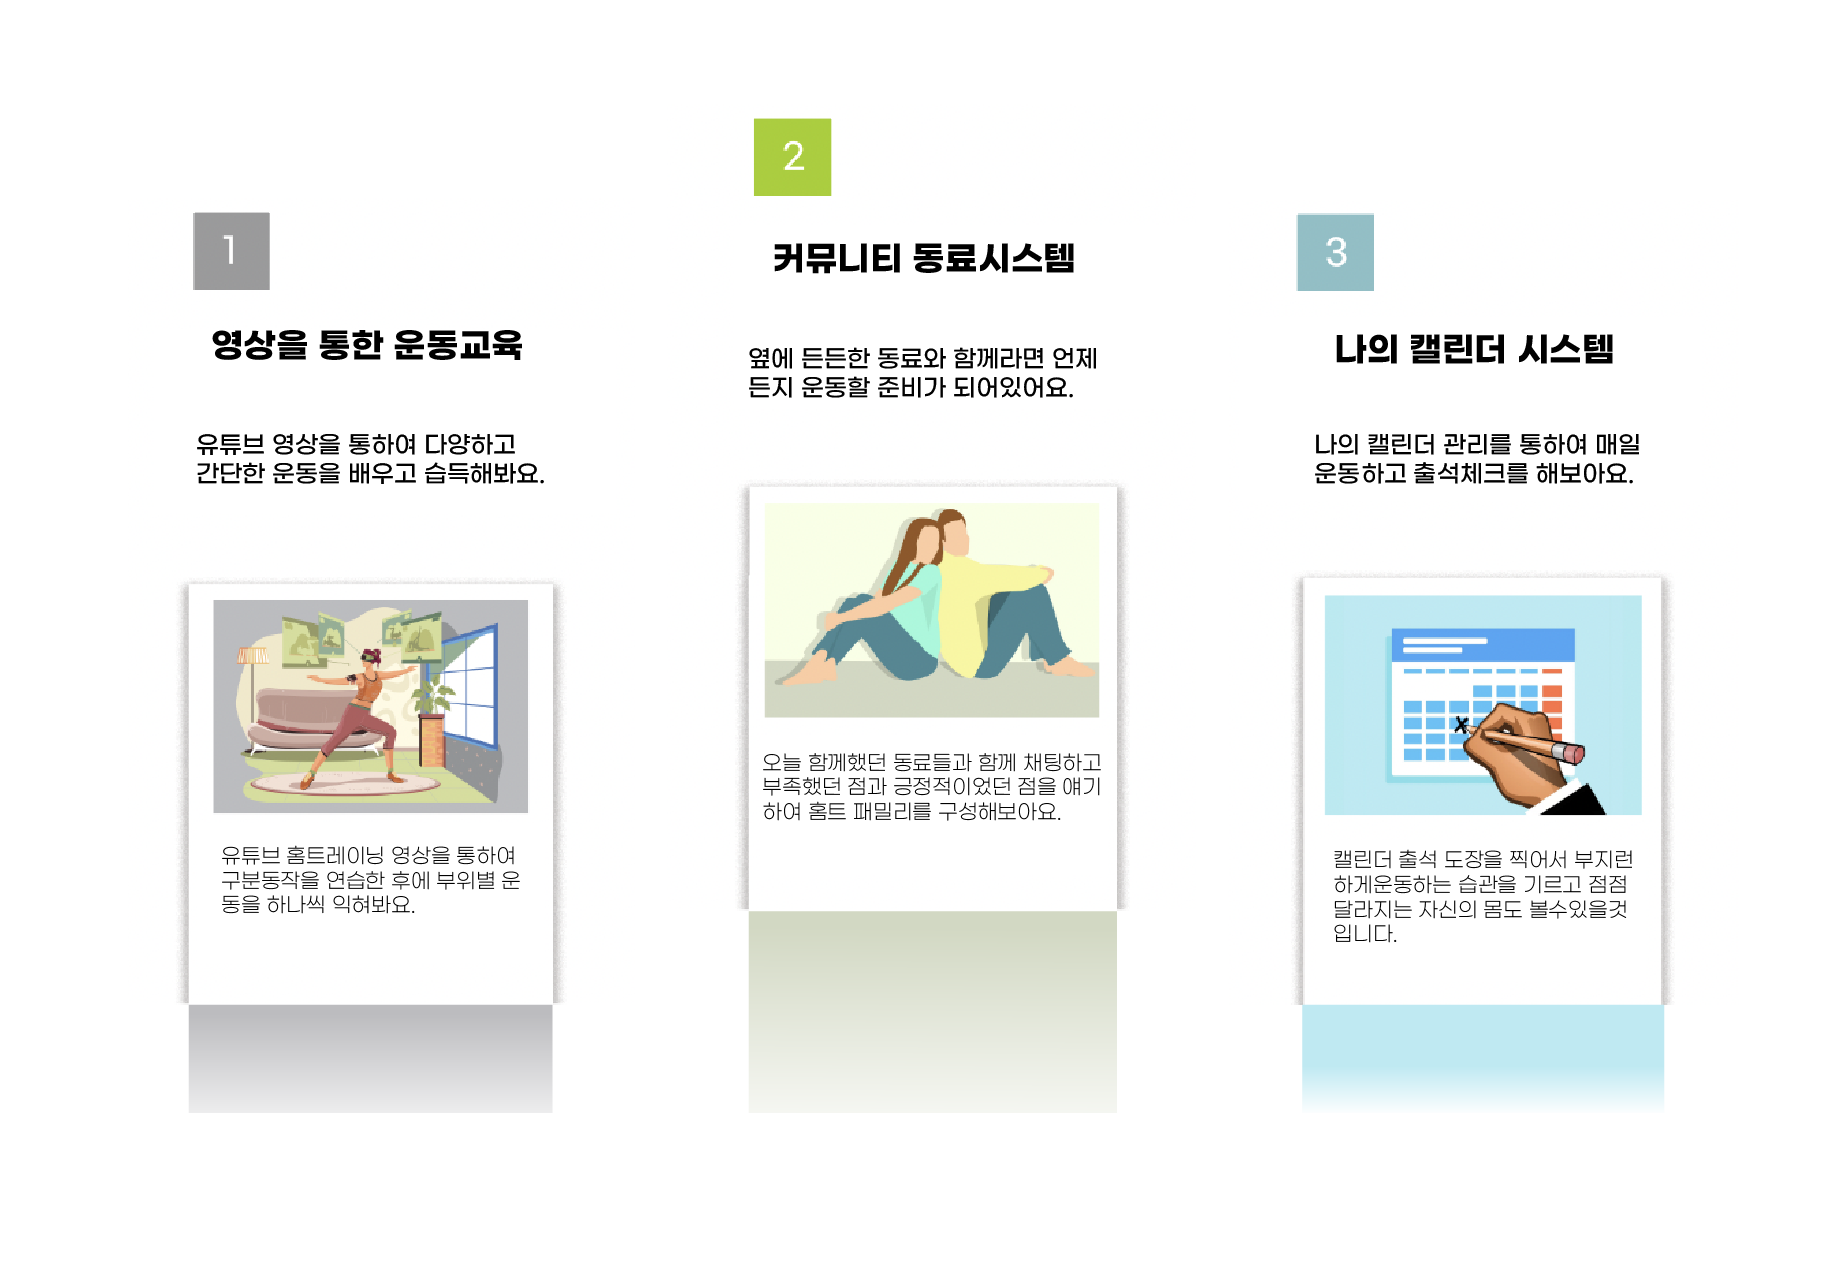 1
영상을 통한 운동교육
유튜브 영상을 통하여 다양하고
간단한 운동을 배우고 습득해봐요.
유튜브 홈트레이닝 영상을 통하여
구분동작을 연습한 후에 부위별 운
동을 하나씩 익혀봐요.
2
커뮤니티 동료시스템
옆에 든든한 동료와 함께라면 언제
든지 운동할 준비가 되어있어요.
오늘 함께했던 동료들과 함께 채팅하고
부족했던 점과 긍정적이었던 점을 얘기
하여 홈트 패밀리를 구성해보아요.
3
나의 캘린더 시스템
나의 캘린더 관리를 통하여 매일
운동하고 출석체크를 해보아요.
캘린더 출석 도장을 찍어서 부지런
하게운동하는 습관을 기르고 점점
달라지는 자신의 몸도 볼수있을것
입니다.